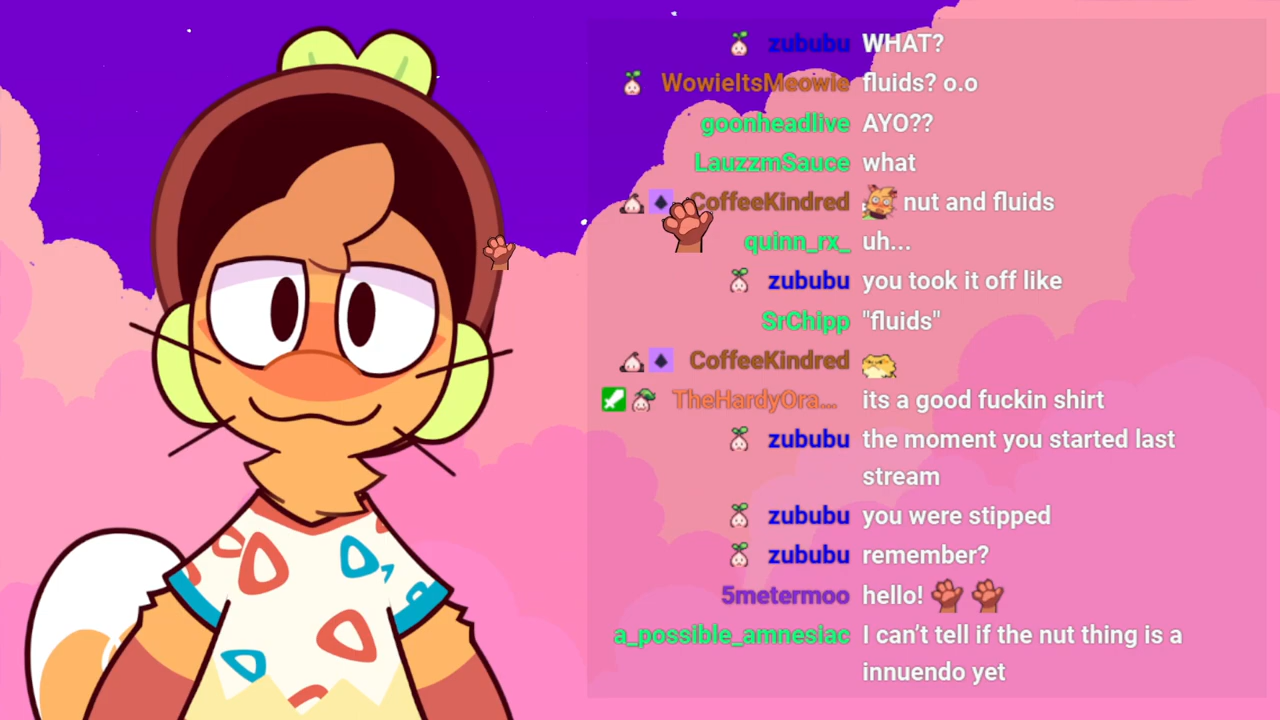 zububu WHAT?
WowieItsMeowie fluids? o.o
goonheadlive AYO??
LauzzmSauce what
CoffeeKindred nut and fluids
quinn_rx_ uh...
zububu you took it off like
SrChipp "fluids"
CoffeeKindred
TheHardyOra... its a good fuckin shirt
zububu the moment you started last
stream
zububu you were stipped
zububu remember?
5metermoo hello!
a_possible_amnesiac I can't tell if the nut thing is a
innuendo yet